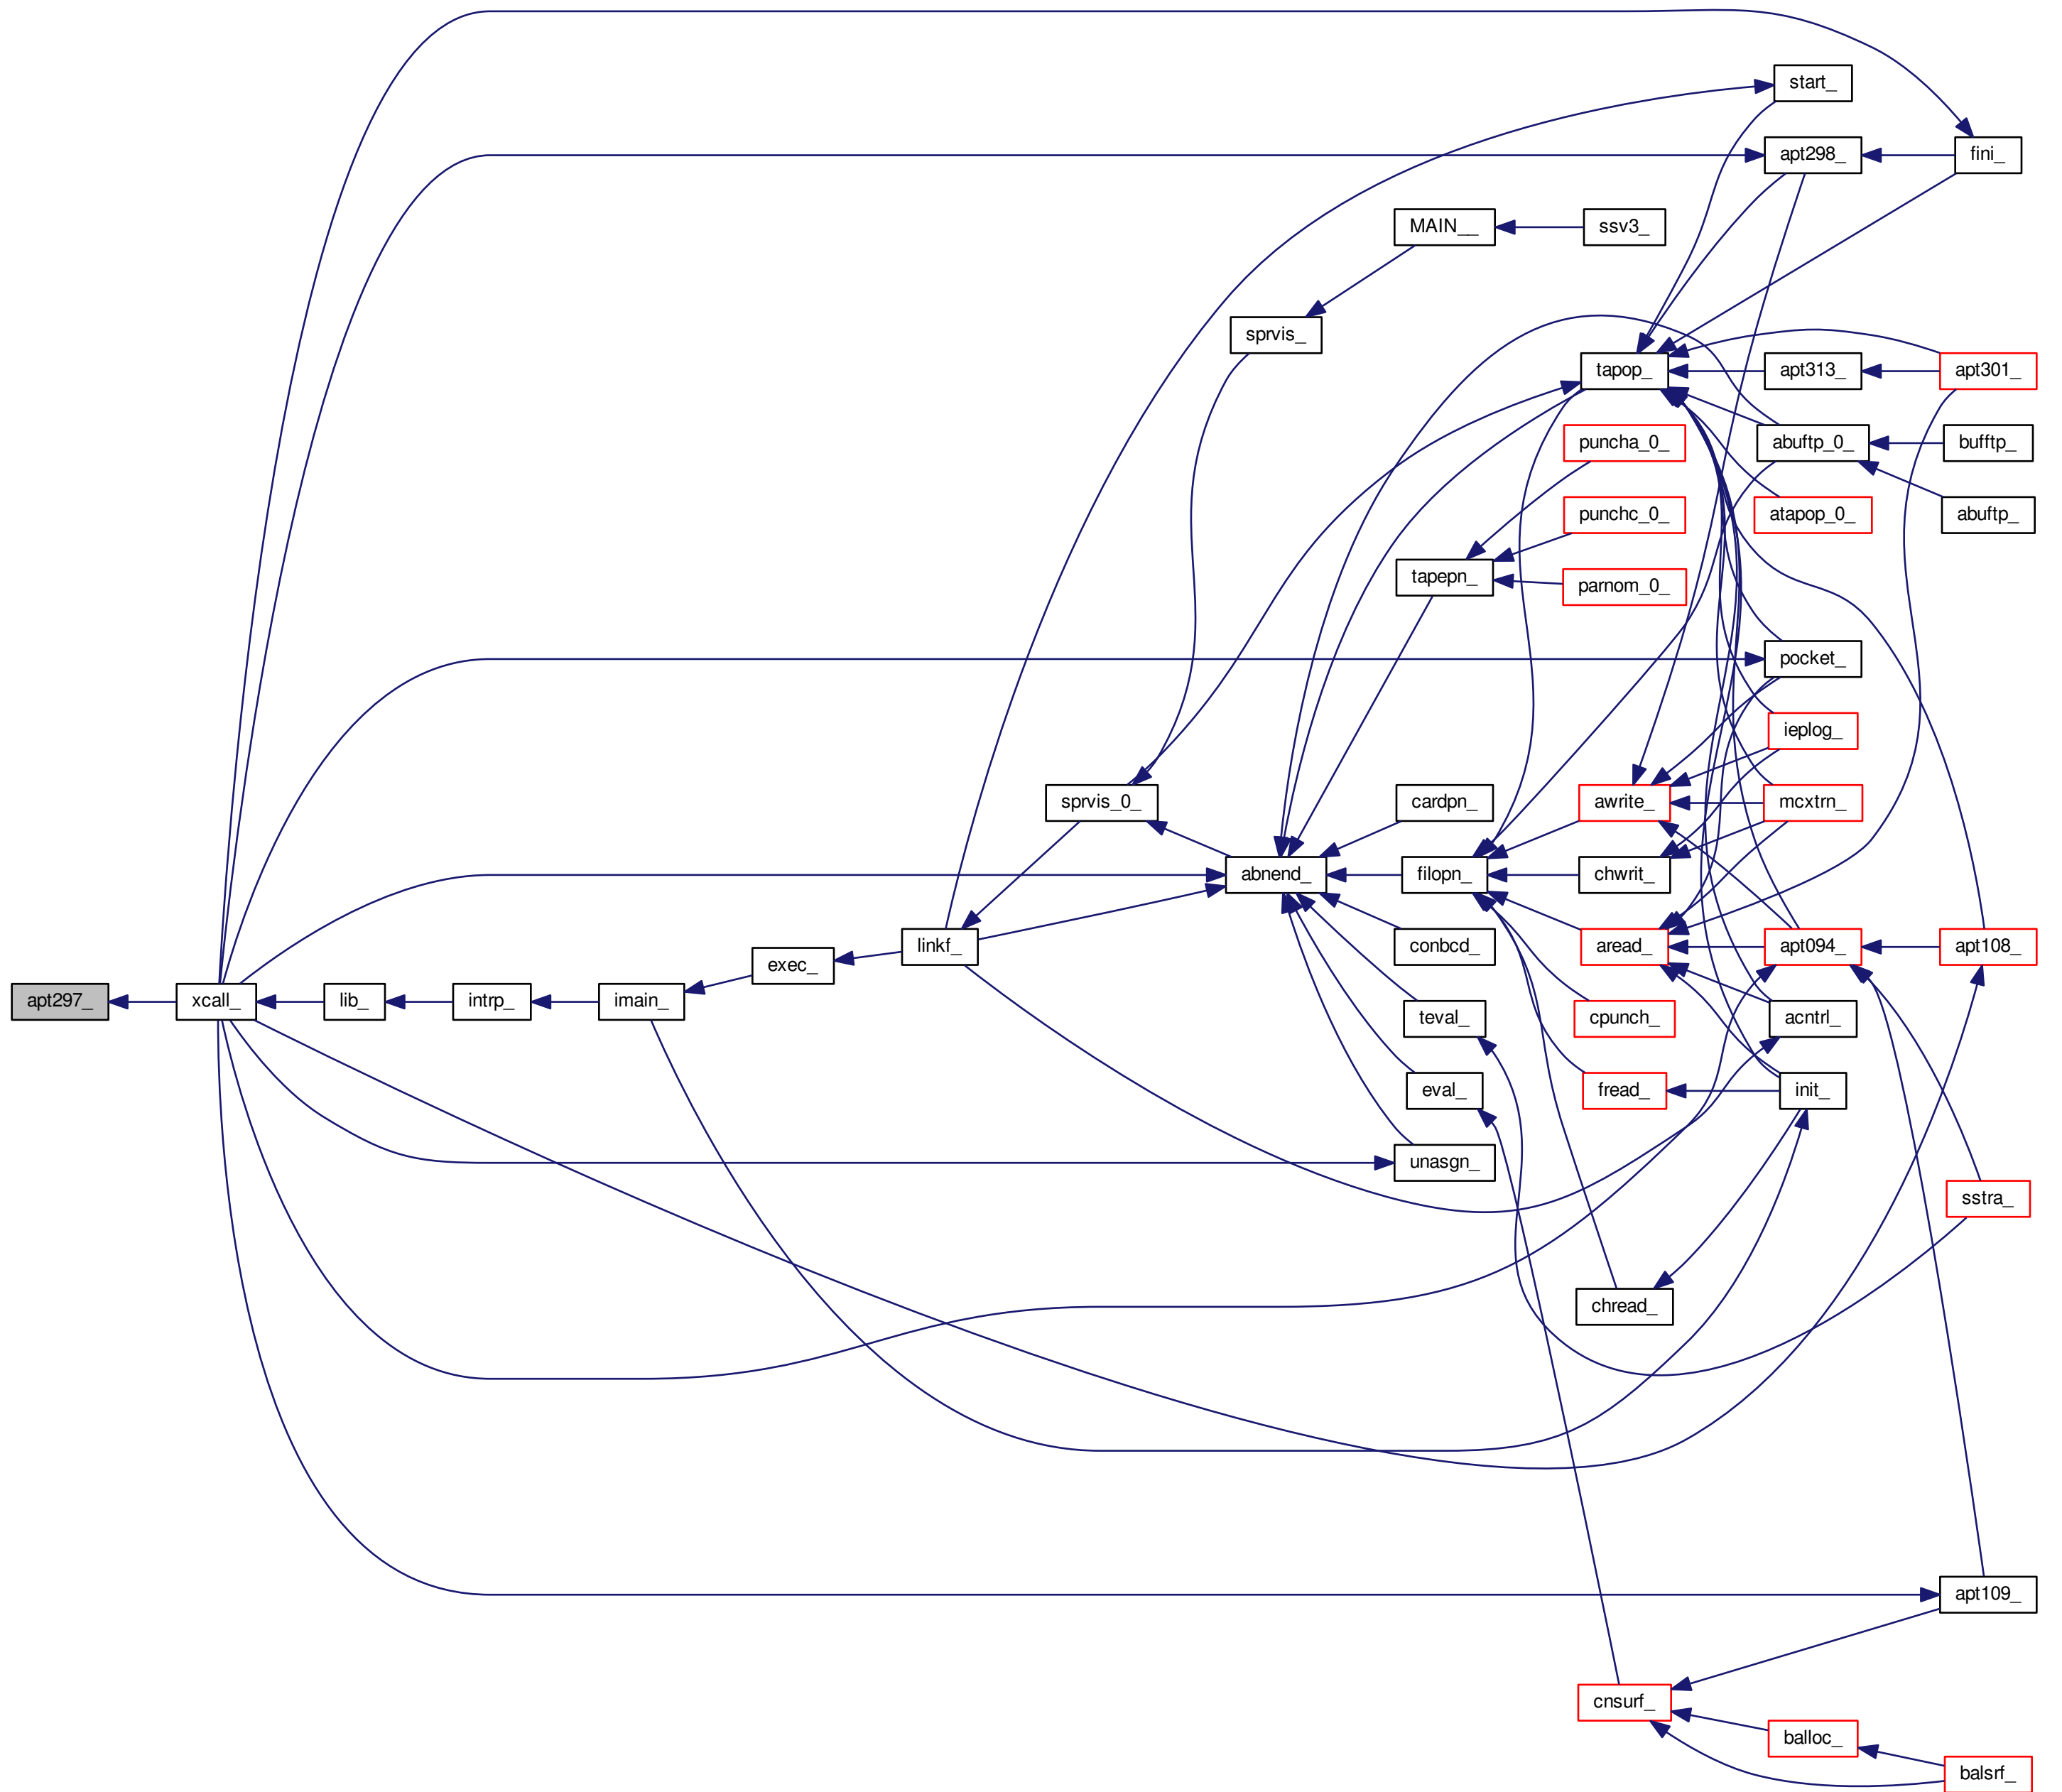 start_
apt298_
fini_
MAIN__
ssv3_
sprvis_
tapop_
apt313_
apt301_
puncha_0_
abuftp_0_
bufftp_
punchc_0_
atapop_0_
abuftp_
tapepn_
parnom_0_
pocket_
ieplog_
sprvis_0_
cardpn_
awrite_
mcxtrn_
abnend_
filopn_
chwrit_
linkf_
conbcd_
aread_
apt094_
apt108_
exec_
apt297_
xcall_
lib_
intrp_
imain_
teval_
cpunch_
acntrl_
eval_
fread_
init_
unasgn_
sstra_
chread_
apt109_
cnsurf_
balloc_
balsrf_